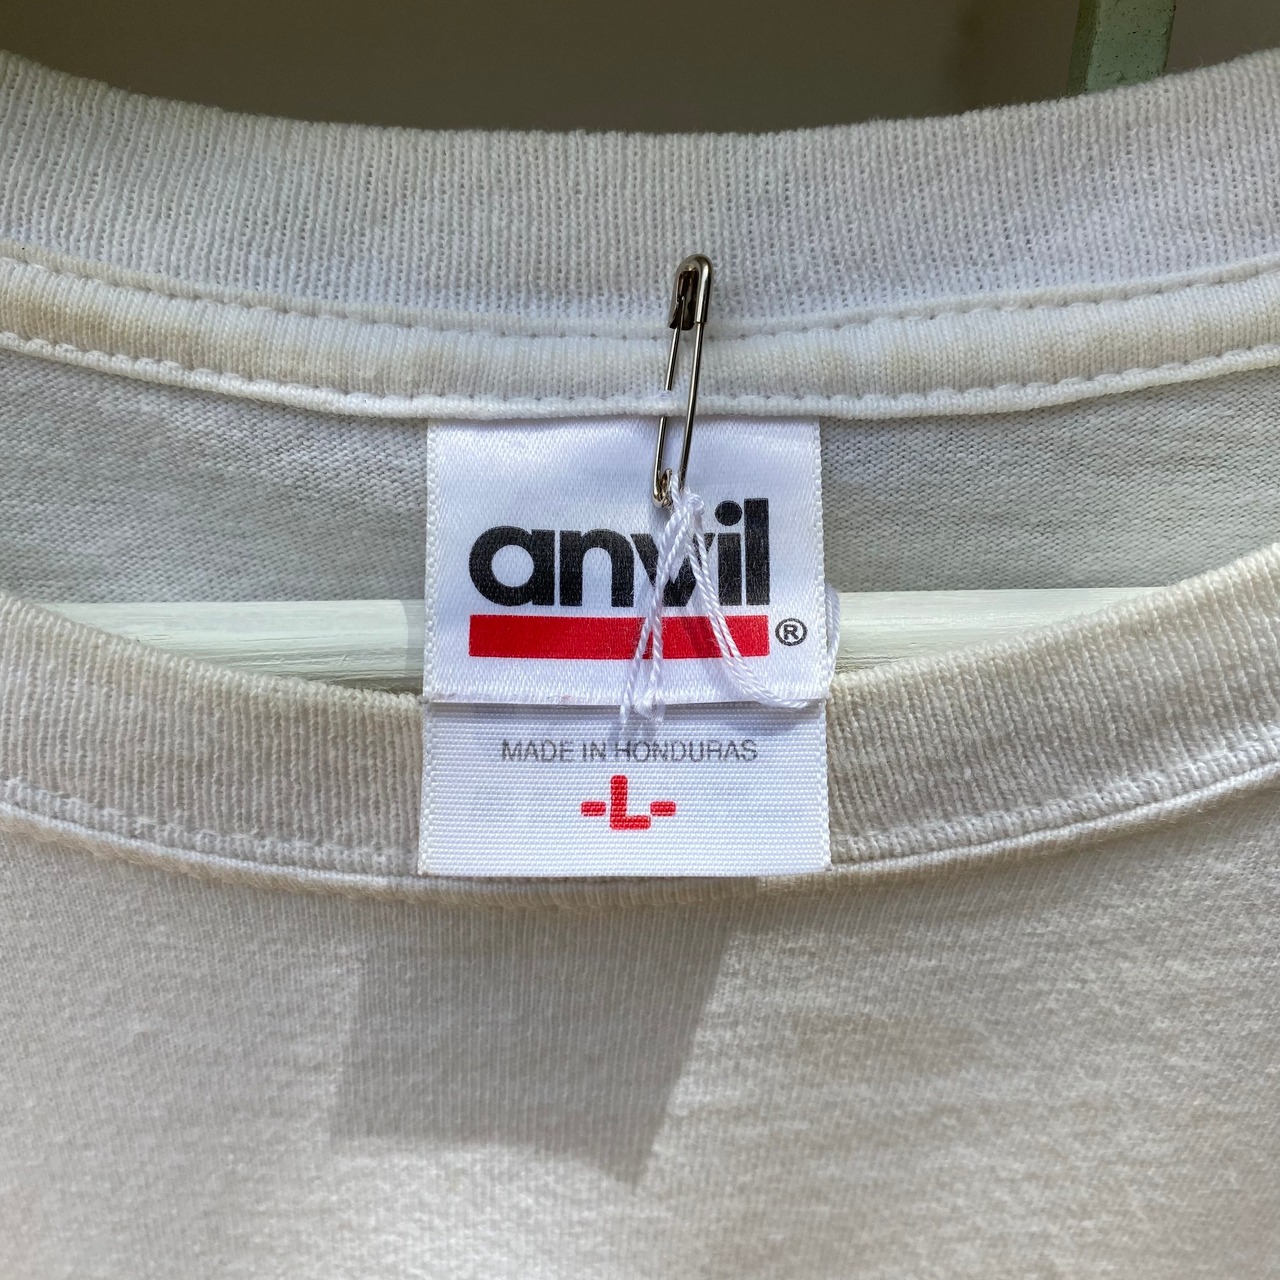 anvil
®
MADE IN HONDURAS
-L-